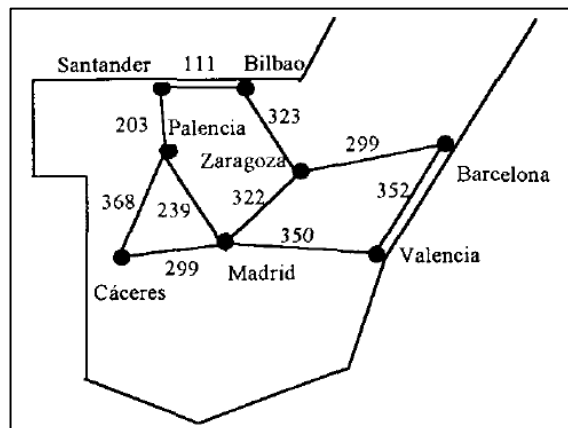 Santander 111 Bilbao
203 Palencia 323
Zaragoza 299
Barcelona
368 239 322 352
350
299 Madrid Valencia
Cáceres